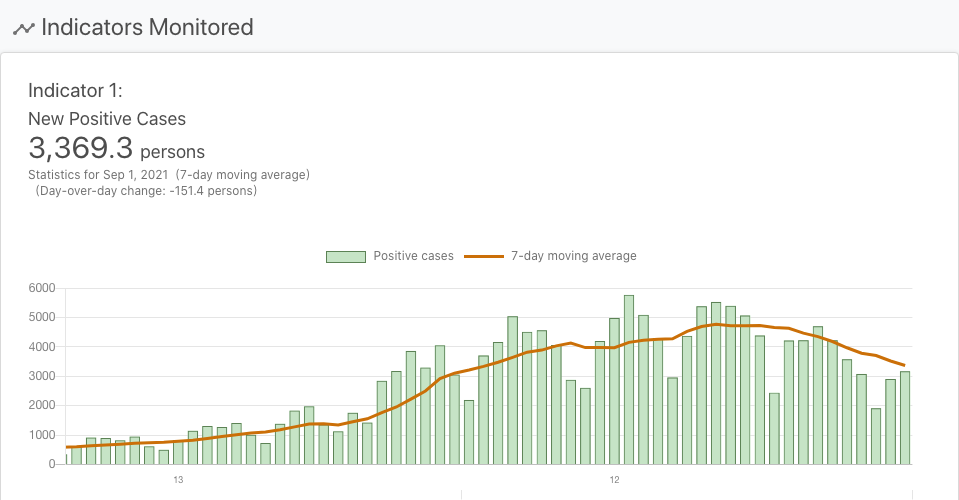 Indicators Monitored
Indicator 1:
New Positive Cases
3,369.3 persons
Statistics for Sep 1, 2021 (7-day moving average)
(Day-over-day change: -151.4 persons)
Positive cases 7-day moving average
6000
5000
4000
3000
2000
1000
0
13 12